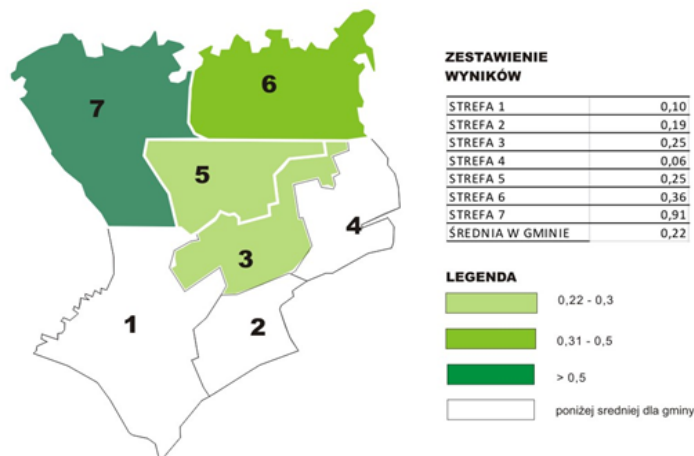 7
6
5
4
3
1
2
ZESTAWIENIE
WYNIKÓW
STREFA 1 0,10
STREFA 2 0,19
STREFA 3 0,25
STREFA 4 0,06
STREFA 5 0,25
STREFA 6 0,36
STREFA 7 0,91
ŚREDNIA W GMINIE 0,22
LEGENDA
0,22 - 0,3
0,31 - 0,5
> 0,5
poniżej sredniej dla gminy